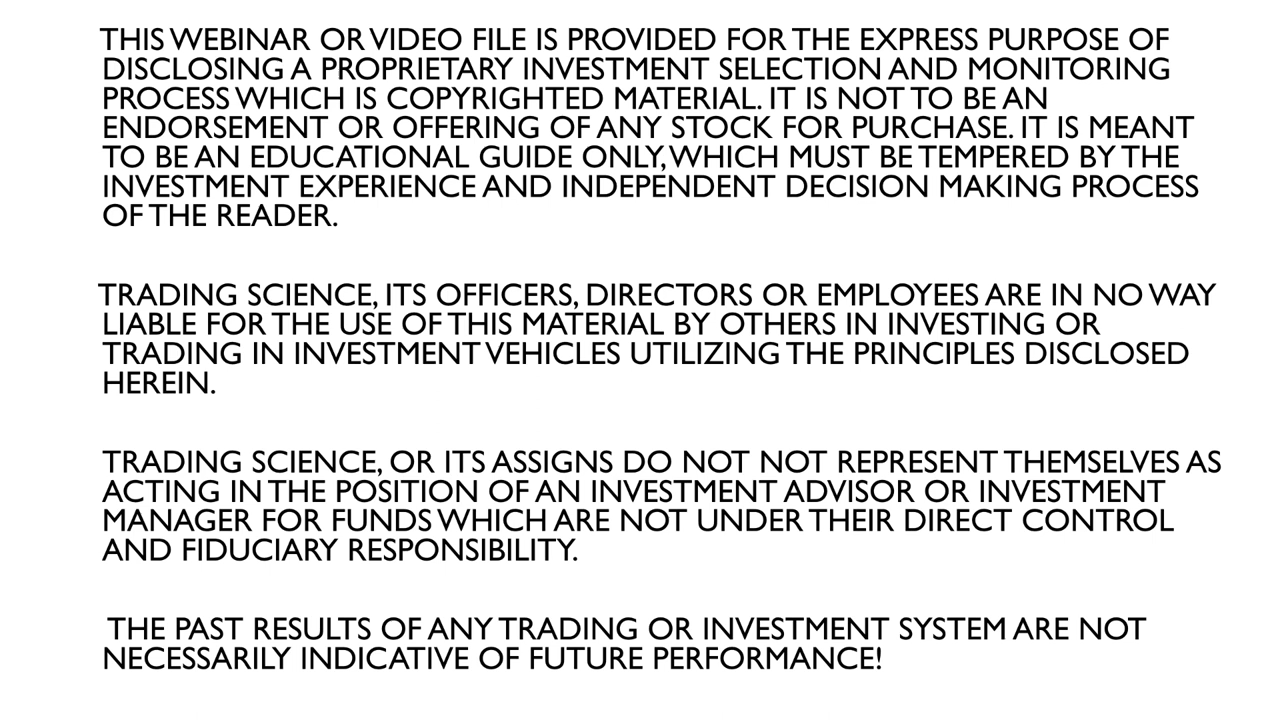 THIS WEBINAR OR VIDEO FILE IS PROVIDED FOR THE EXPRESS PURPOSE OF
DISCLOSING A PROPRIETARY INVESTMENT SELECTION AND MONITORING
PROCESS WHICH IS COPYRIGHTED MATERIAL. IT IS NOT TO BE AN
ENDORSEMENT OR OFFERING OF ANY STOCK FOR PURCHASE. IT IS MEANT
TO BE AN EDUCATIONAL GUIDE ONLY, WHICH MUST BE TEMPERED BY THE
INVESTMENT EXPERIENCE AND INDEPENDENT DECISION MAKING PROCESS
OF THE READER.
TRADING SCIENCE, ITS OFFICERS, DIRECTORS OR EMPLOYEES ARE IN NO WAY
LIABLE FOR THE USE OF THIS MATERIAL BY OTHERS IN INVESTING OR
TRADING IN INVESTMENT VEHICLES UTILIZING THE PRINCIPLES DISCLOSED
HEREIN.
TRADING SCIENCE, OR ITS ASSIGNS DO NOT NOT REPRESENT THEMSELVES AS
ACTING IN THE POSITION OF AN INVESTMENT ADVISOR OR INVESTMENT
MANAGER FOR FUNDS WHICH ARE NOT UNDER THEIR DIRECT CONTROL
AND FIDUCIARY RESPONSIBILITY.
THE PAST RESULTS OF ANY TRADING OR INVESTMENT SYSTEM ARE NOT
NECESSARILY INDICATIVE OF FUTURE PERFORMANCE!